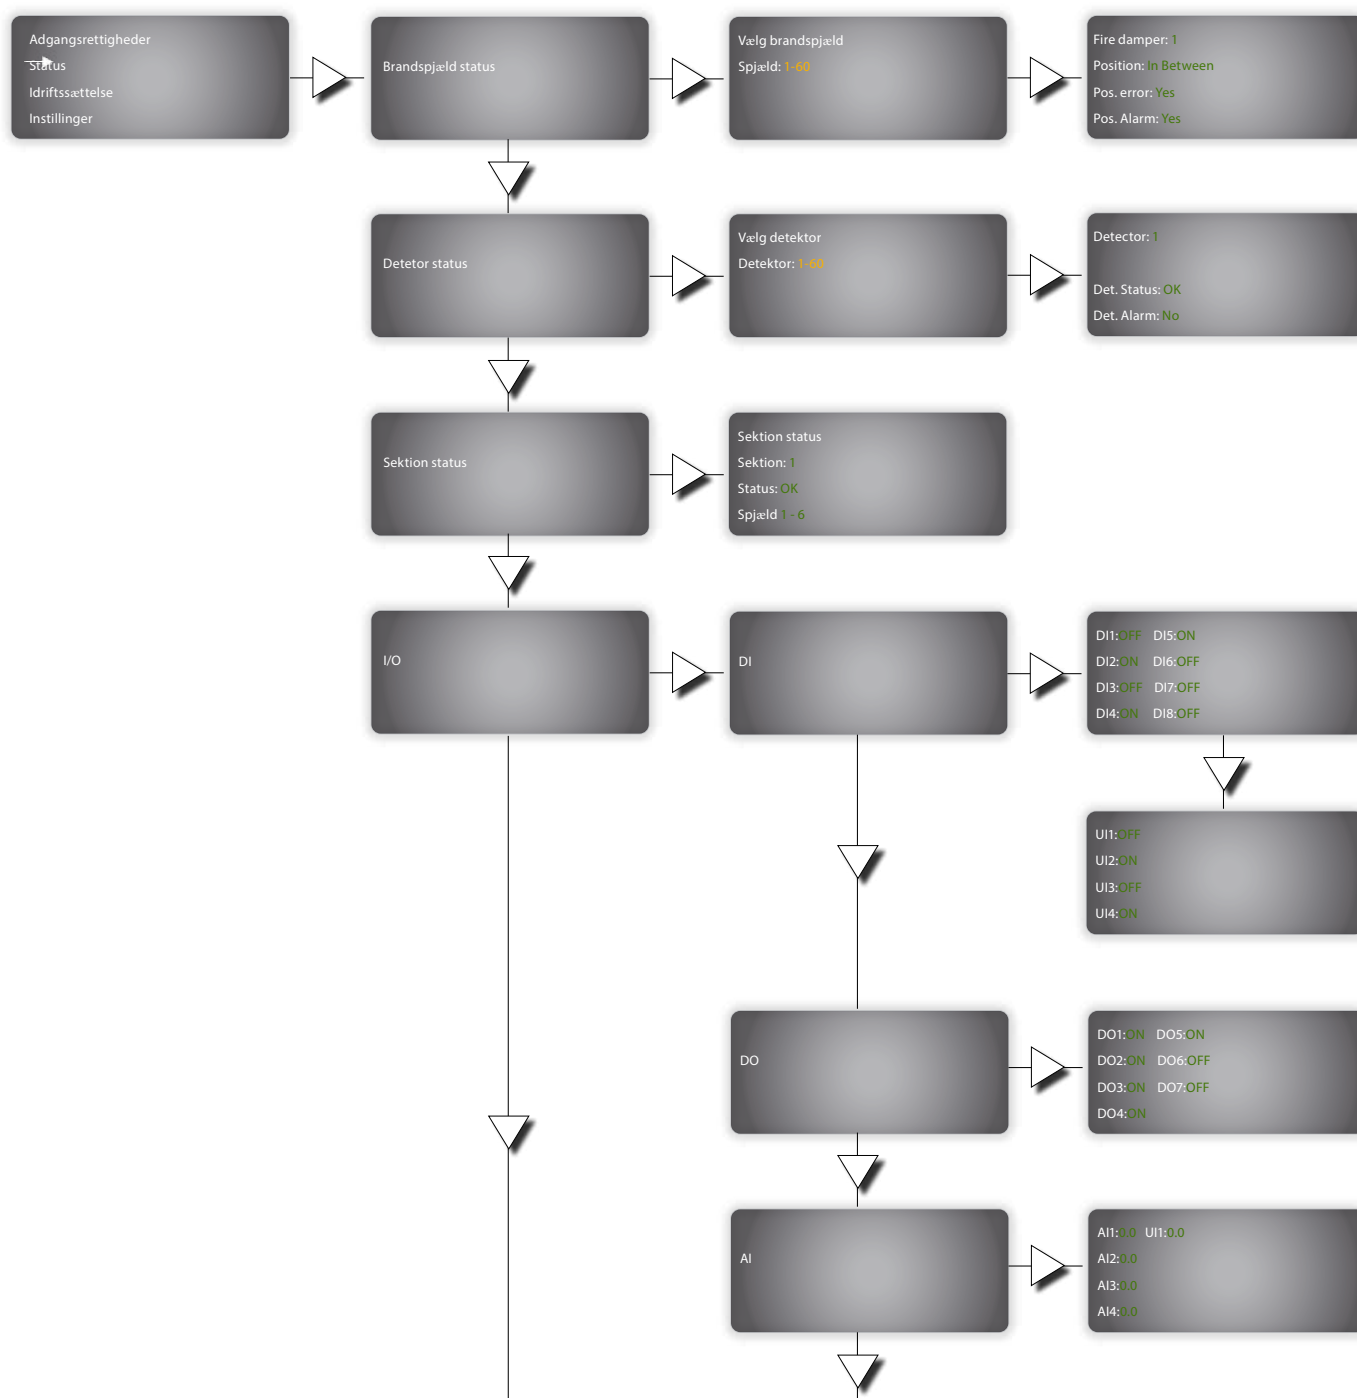 Adgangsrettigheder
Status
Idriftssættelse
Instillinger
Brandspjæld status
Vælg brandspjæld
Spjæld: 1-60
Fire damper: 1
Position: In Between
Pos. error: Yes
Pos. Alarm: Yes
Detetor status
Vælg detektor
Detektor: 1-60
Detector: 1
Det. Status: OK
Det. Alarm: No
Sektion status
Sektion status
Sektion: 1
Status: OK
Spjæld 1 - 6
I/O
DI
DI1:OFF DI5:ON
DI2:ON DI6:OFF
DI3:OFF DI7:OFF
DI4:ON DI8:OFF
UI1:OFF
UI2:ON
UI3:OFF
UI4:ON
DO
DO1:ON DO5:ON
DO2:ON DO6:OFF
DO3:ON DO7:OFF
DO4:ON
AI
AI1:0.0 UI1:0.0
AI2:0.0
AI3:0.0
AI4:0.0